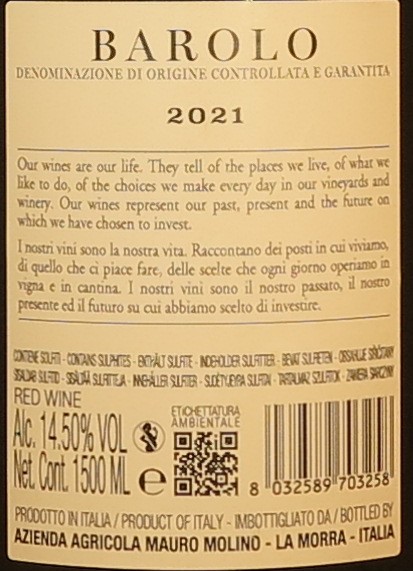 BAROLO
DENOMINAZIONE DI ORIGINE CONTROLLATA E GARANTITA
2021
Our wines are our life. They tell of the places we live, of what we
like to do, of the choices we make every day in our vineyards and
winery. Our wines represent our past, present and the future on
which we have chosen to invest.
I nostri vini sono la nostra vita. Raccontano dei posti in cui viviamo,
di quello che ci piace fare, delle scelte che ogni giorno operiamo in
vigna e in cantina. I nostri vini sono il nostro passato, il nostro
presente ed il futuro su cui abbiamo scelto di investire.
CONTIENE SOLFITI - CONTAINS SULPHITES - ENTHÄLT SULFITE - INDEHOLDER SULFITTER - BEVAT SULFIETEN -
RED WINE
ETICHETTATURA
AMBIENTALE
Alc. 14.50% VOL
Net. Cont. 1500 ML e
8 032589 703258
PRODOTTO IN ITALIA / PRODUCT OF ITALY - IMBOTTIGLIATO DA / BOTTLED BY
AZIENDA AGRICOLA MAURO MOLINO - LA MORRA - ITALIA